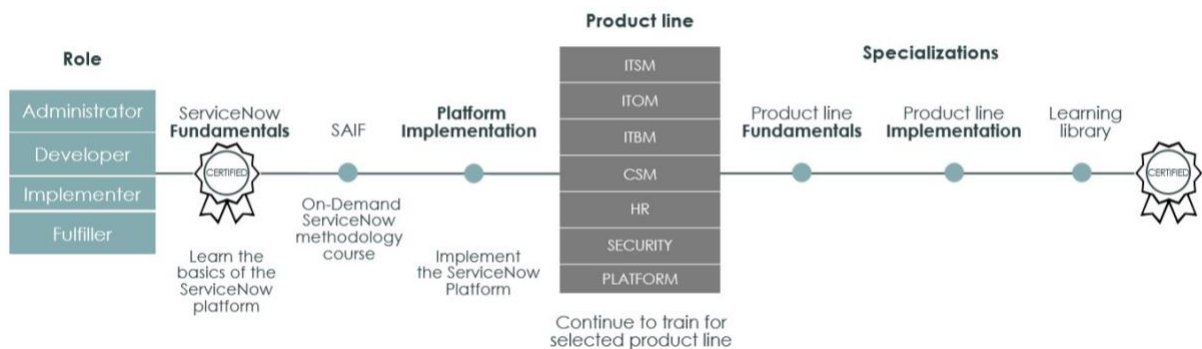 Role
Administrator
Developer
Implementer
Fulfiller
ServiceNow
Fundamentals
CERTIFIED
Learn the
basics of the
ServiceNow
platform
SAIF
On-Demand
ServiceNow
methodology
course
Platform
Implementation
Implement
the ServiceNow
Platform
Product line
ITSM
ITOM
ITBM
CSM
HR
SECURITY
PLATFORM
Continue to train for
selected product line
Specializations
Product line
Fundamentals
Product line
Implementation
Learning
library
CERTIFIED